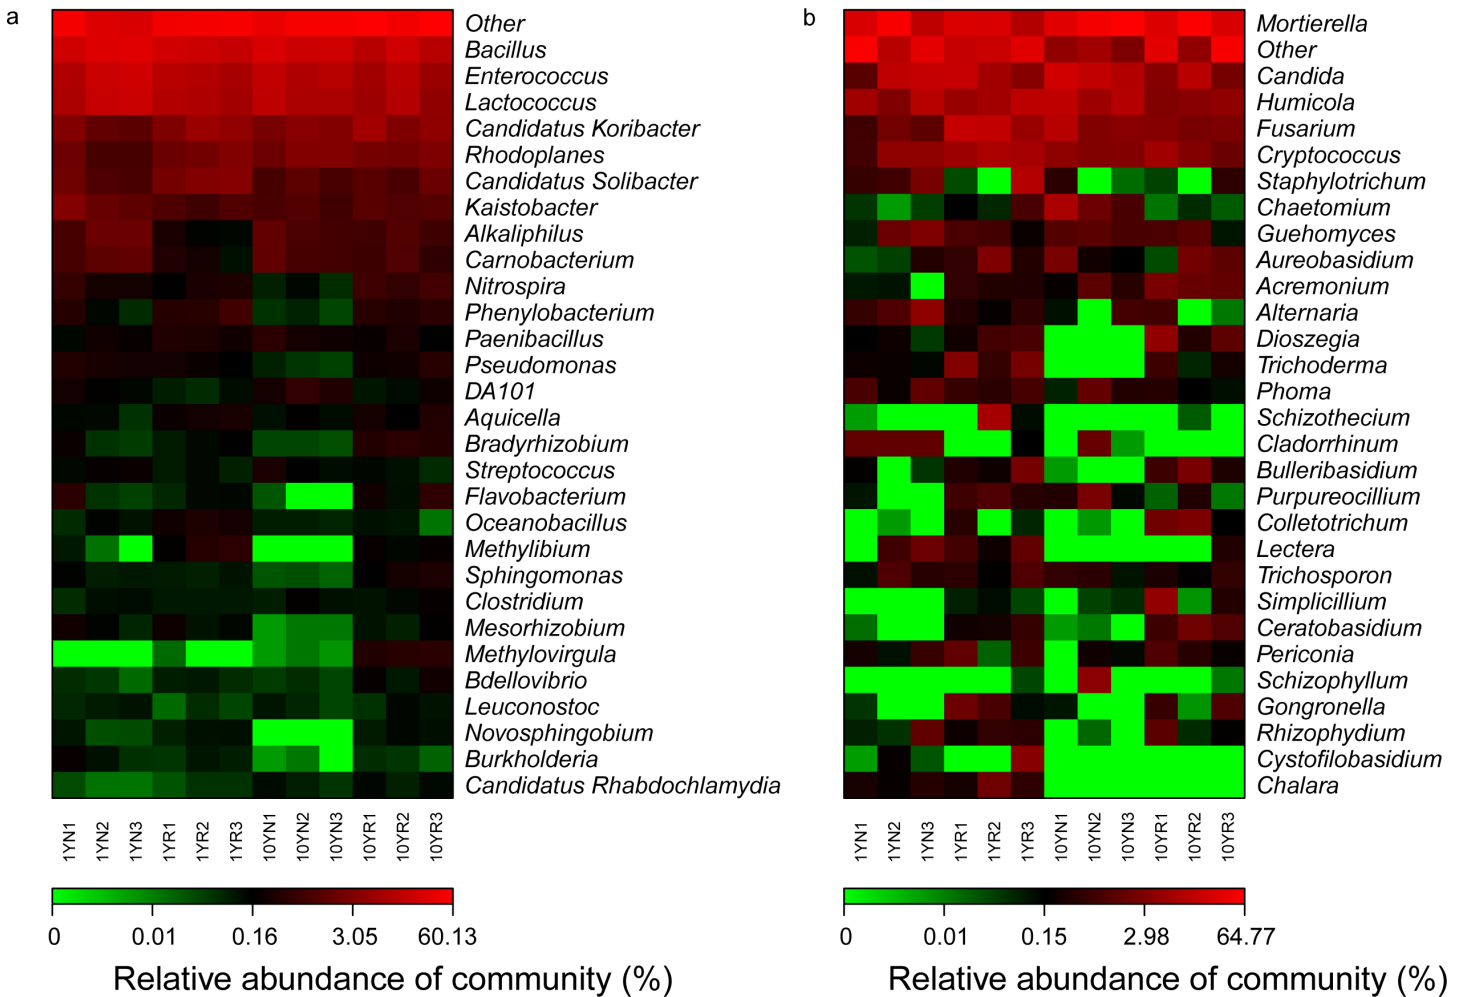 a
Other
Bacillus
Enterococcus
Lactococcus
Candidatus Koribacter
Rhodoplanes
Candidatus Solibacter
Kaistobacter
Alkaliphilus
Carnobacterium
Nitrospira
Phenylobacterium
Paenibacillus
Pseudomonas
DA101
Aquicella
Bradyrhizobium
Streptococcus
Flavobacterium
Oceanobacillus
Methylibium
Sphingomonas
Clostridium
Mesorhizobium
Methylovirgula
Bdellovibrio
Leuconostoc
Novosphingobium
Burkholderia
Candidatus Rhabdochlamydia
1YN1 1YN2 1YN3 1YR1 1YR2 1YR3 10YN1 10YN2 10YN3 10YR1 10YR2 10YR3
0 0.01 0.16 3.05 60.13
Relative abundance of community (%)
b
Mortierella
Other
Candida
Humicola
Fusarium
Cryptococcus
Staphylotrichum
Chaetomium
Guehomyces
Aureobasidium
Acremonium
Alternaria
Dioszegia
Trichoderma
Phoma
Schizothecium
Cladorrhinum
Bulleribasidium
Purpureocillium
Colletotrichum
Lectera
Trichosporon
Simplicillium
Ceratobasidium
Periconia
Schizophyllum
Gongronella
Rhizophydium
Cystofilobasidium
Chalara
1YN1 1YN2 1YN3 1YR1 1YR2 1YR3 10YN1 10YN2 10YN3 10YR1 10YR2 10YR3
0 0.01 0.15 2.98 64.77
Relative abundance of community (%)